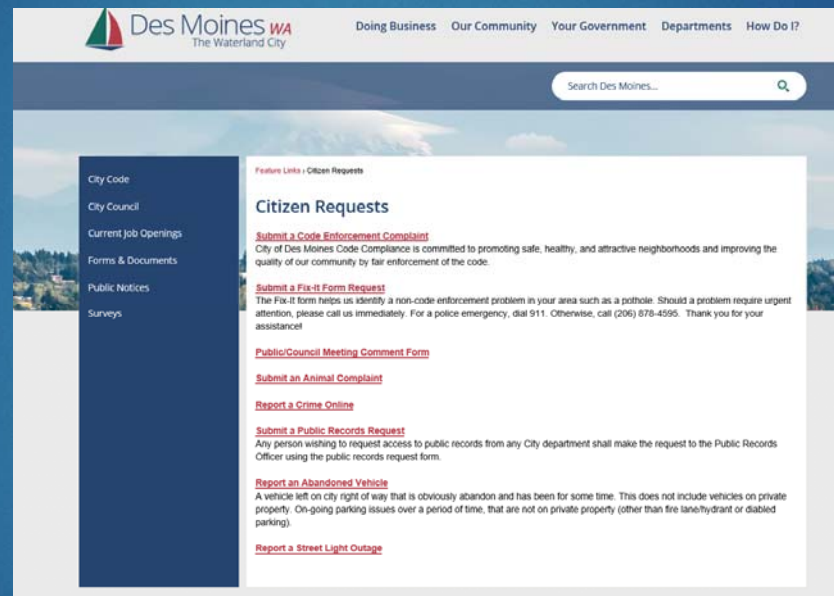 Des Moines WA
The Waterland City
Doing Business Our Community Your Government Departments How Do I?
Search Des Moines...
City Code
City Council
Current Job Openings
Forms & Documents
Public Notices
Surveys
Feature Links › Citizen Requests
Citizen Requests
Submit a Code Enforcement Complaint
City of Des Moines Code Compliance is committed to promoting safe, healthy, and attractive neighborhoods and improving the
quality of our community by fair enforcement of the code.
Submit a Fix-It Form Request
The Fix-It form helps us identify a non-code enforcement problem in your area such as a pothole. Should a problem require urgent
attention, please call us immediately. For a police emergency, dial 911. Otherwise, call (206) 878-4595. Thank you for your
assistance!
Public/Council Meeting Comment Form
Submit an Animal Complaint
Report a Crime Online
Submit a Public Records Request
Any person wishing to request access to public records from any City department shall make the request to the Public Records
Officer using the public records request form.
Report an Abandoned Vehicle
A vehicle left on city right of way that is obviously abandon and has been for some time. This does not include vehicles on private
property. On-going parking issues over a period of time, that are not on private property (other than fire lane/hydrant or diabled
parking).
Report a Street Light Outage